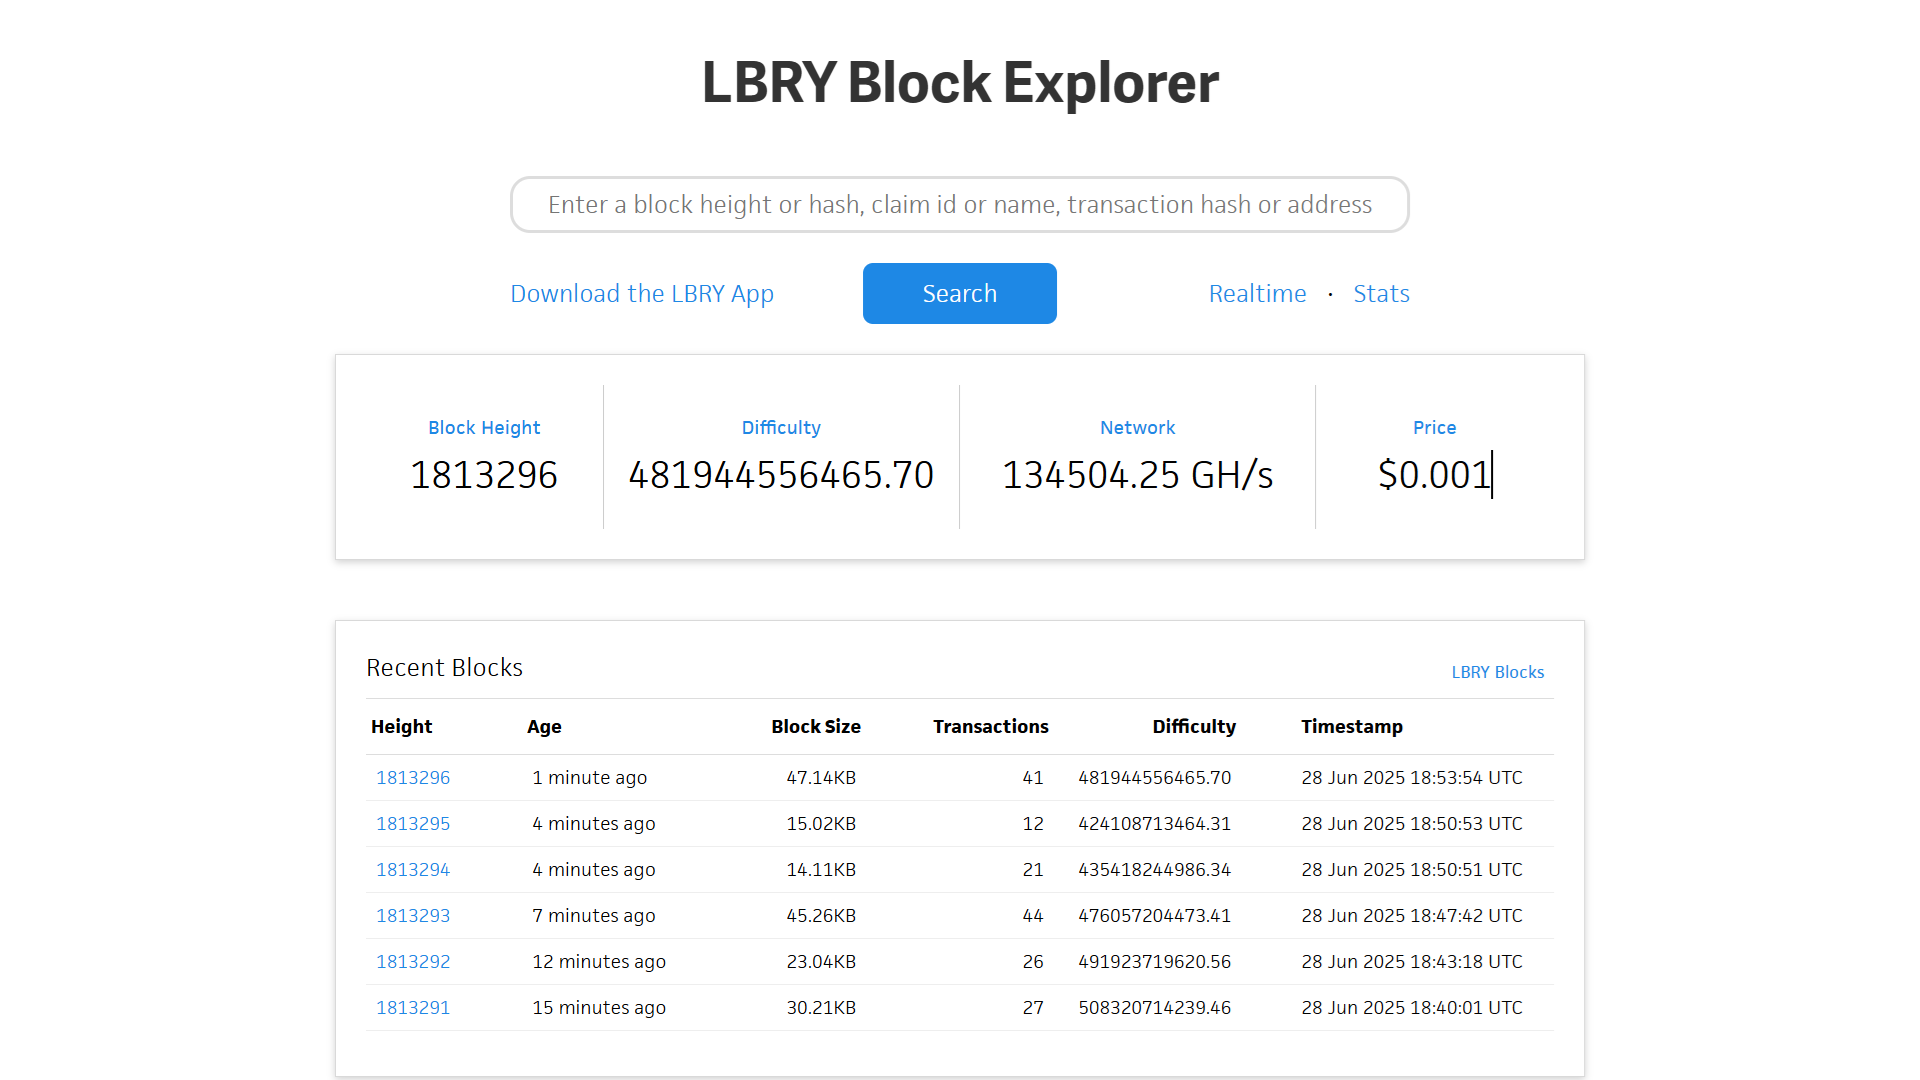 LBRY Block Explorer
Enter a block height or hash, claim id or name, transaction hash or address
Download the LBRY App Search Realtime · Stats
Block Height Difficulty Network Price
1813296 481944556465.70 134504.25 GH/s $0.001
Recent Blocks LBRY Blocks
Height Age Block Size Transactions Difficulty Timestamp
1813296 1 minute ago 47.14KB 41 481944556465.70 28 Jun 2025 18:53:54 UTC
1813295 4 minutes ago 15.02KB 12 424108713464.31 28 Jun 2025 18:50:53 UTC
1813294 4 minutes ago 14.11KB 21 435418244986.34 28 Jun 2025 18:50:51 UTC
1813293 7 minutes ago 45.26KB 44 476057204473.41 28 Jun 2025 18:47:42 UTC
1813292 12 minutes ago 23.04KB 26 491923719620.56 28 Jun 2025 18:43:18 UTC
1813291 15 minutes ago 30.21KB 27 508320714239.46 28 Jun 2025 18:40:01 UTC